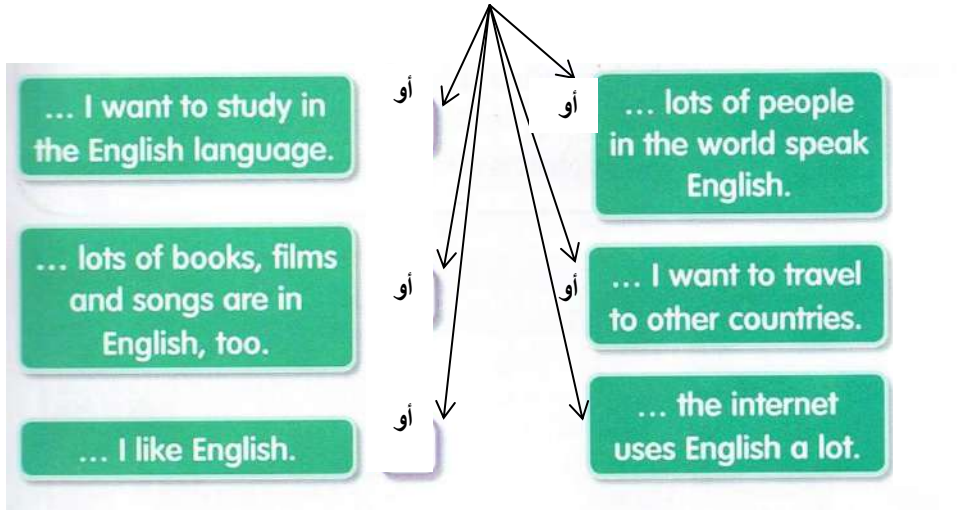 أو
... I want to study in
the English language.
أو
... lots of people
in the world speak
English.
... lots of books, films
and songs are in
English, too.
أو
أو
... I want to travel
to other countries.
... I like English.
أو
... the internet
uses English a lot.